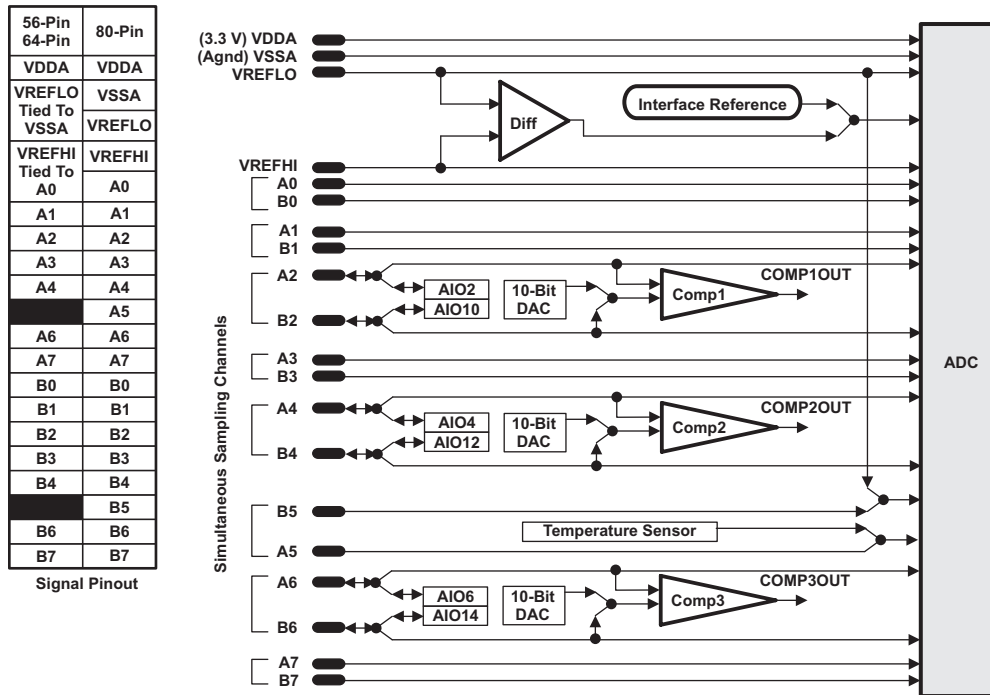 56-Pin
64-Pin
80-Pin
VDDA
VDDA
VREFLO
Tied To
VSSA
VSSA
VREFLO
VREFHI
Tied To
A0
VREFHI
A0
A1
A1
A2
A2
A3
A3
A4
A4
A5
A6
A6
A7
A7
B0
B0
B1
B1
B2
B2
B3
B3
B4
B4
B5
B6
B6
B7
B7
Signal Pinout
(3.3 V) VDDA
(Agnd) VSSA
VREFLO
Diff
Interface Reference
VREFHI
A0
B0
A1
B1
A2
AIO2
AIO10
10-Bit
DAC
Comp1
COMP1OUT
B2
Simultaneous Sampling Channels
A3
B3
ADC
A4
AIO4
AIO12
10-Bit
DAC
Comp2
COMP2OUT
B4
B5
Temperature Sensor
A5
A6
AIO6
AIO14
10-Bit
DAC
Comp3
COMP3OUT
B6
A7
B7